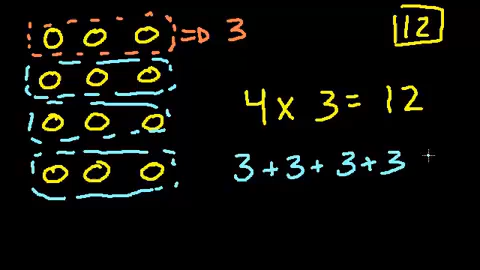 ⇒ 3
12
4 x 3 = 12
3 + 3 + 3 + 3